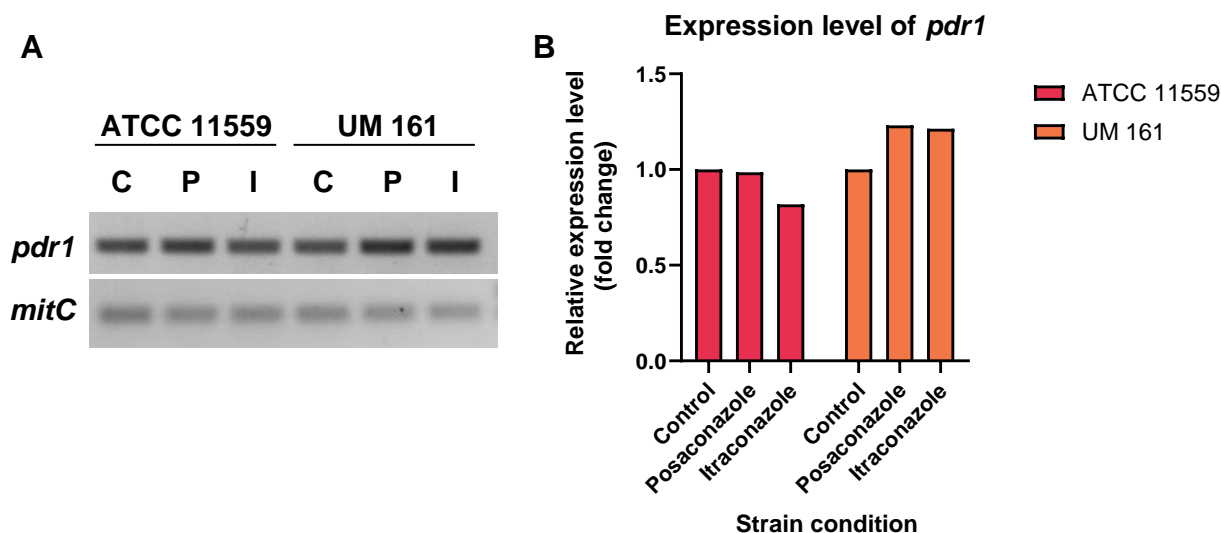 A
ATCC 11559 UM 161
C P I C P I
pdr1
mitC
B
Expression level of pdr1
Relative expression level
(fold change)
1.5
1.0
0.5
0.0
Control
Posaconazole
Itraconazole
Control
Posaconazole
Itraconazole
Strain condition
ATCC 11559
UM 161